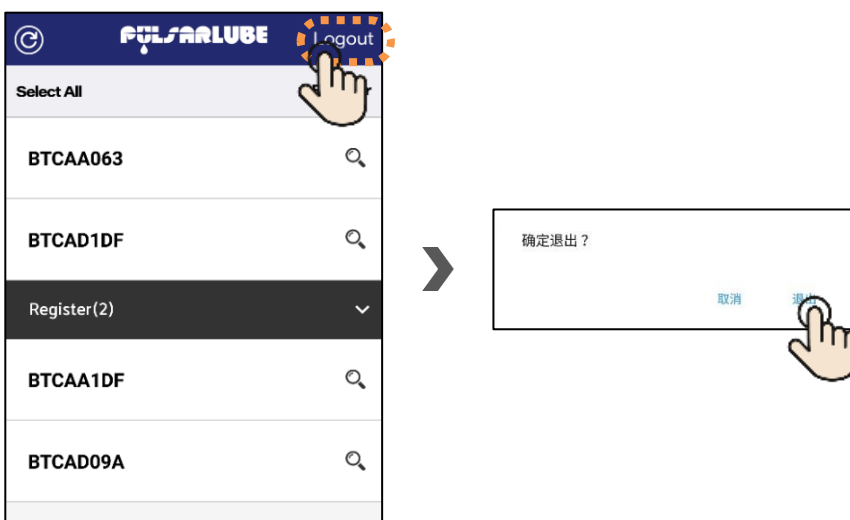 PULSARLUBE
Logout
Select All
BTCAA063
BTCAD1DF
Register(2)
BTCAA1DF
BTCAD09A
确定退出？
取消 退出